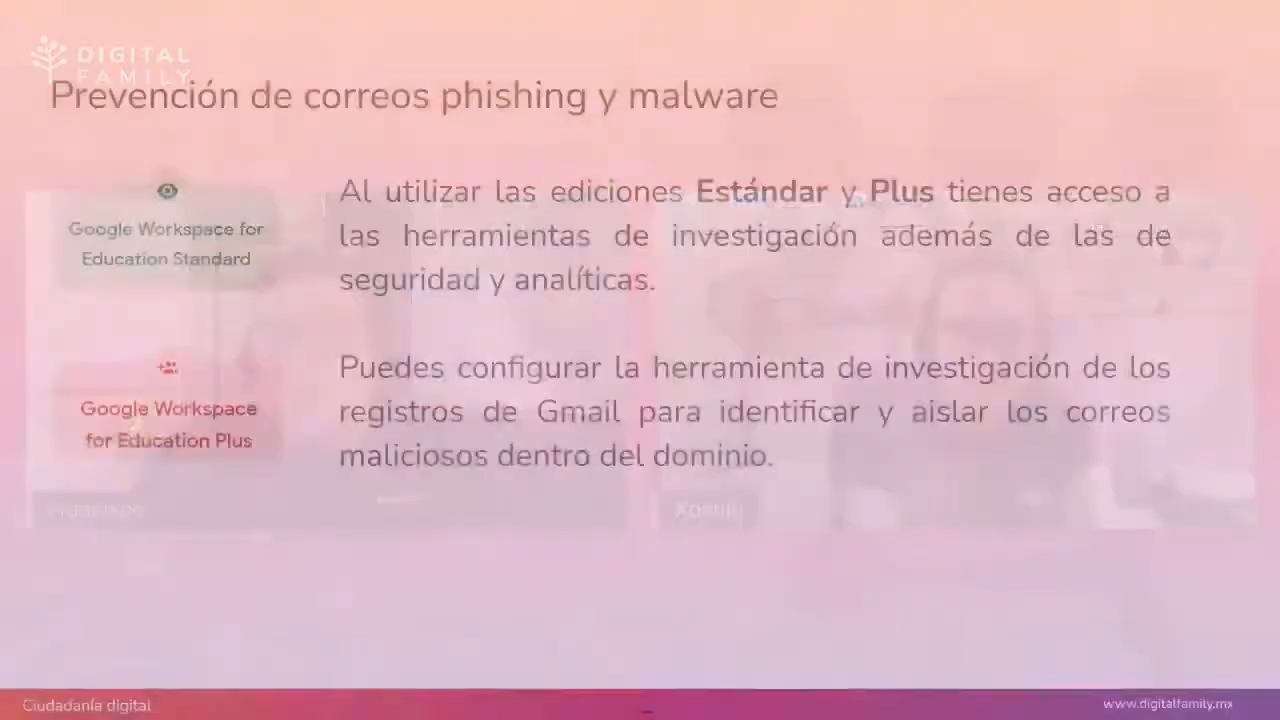 DIGITAL
FAMILY
Prevención de correos phishing y malware
Google Workspace for
Education Standard
Al utilizar las ediciones Estándar y Plus tienes acceso a
las herramientas de investigación además de las de
seguridad y analíticas.
Google Workspace
for Education Plus
Puedes configurar la herramienta de investigación de los
registros de Gmail para identificar y aislar los correos
maliciosos dentro del dominio.
Ciudadanía digital
www.digitalfamily.mx